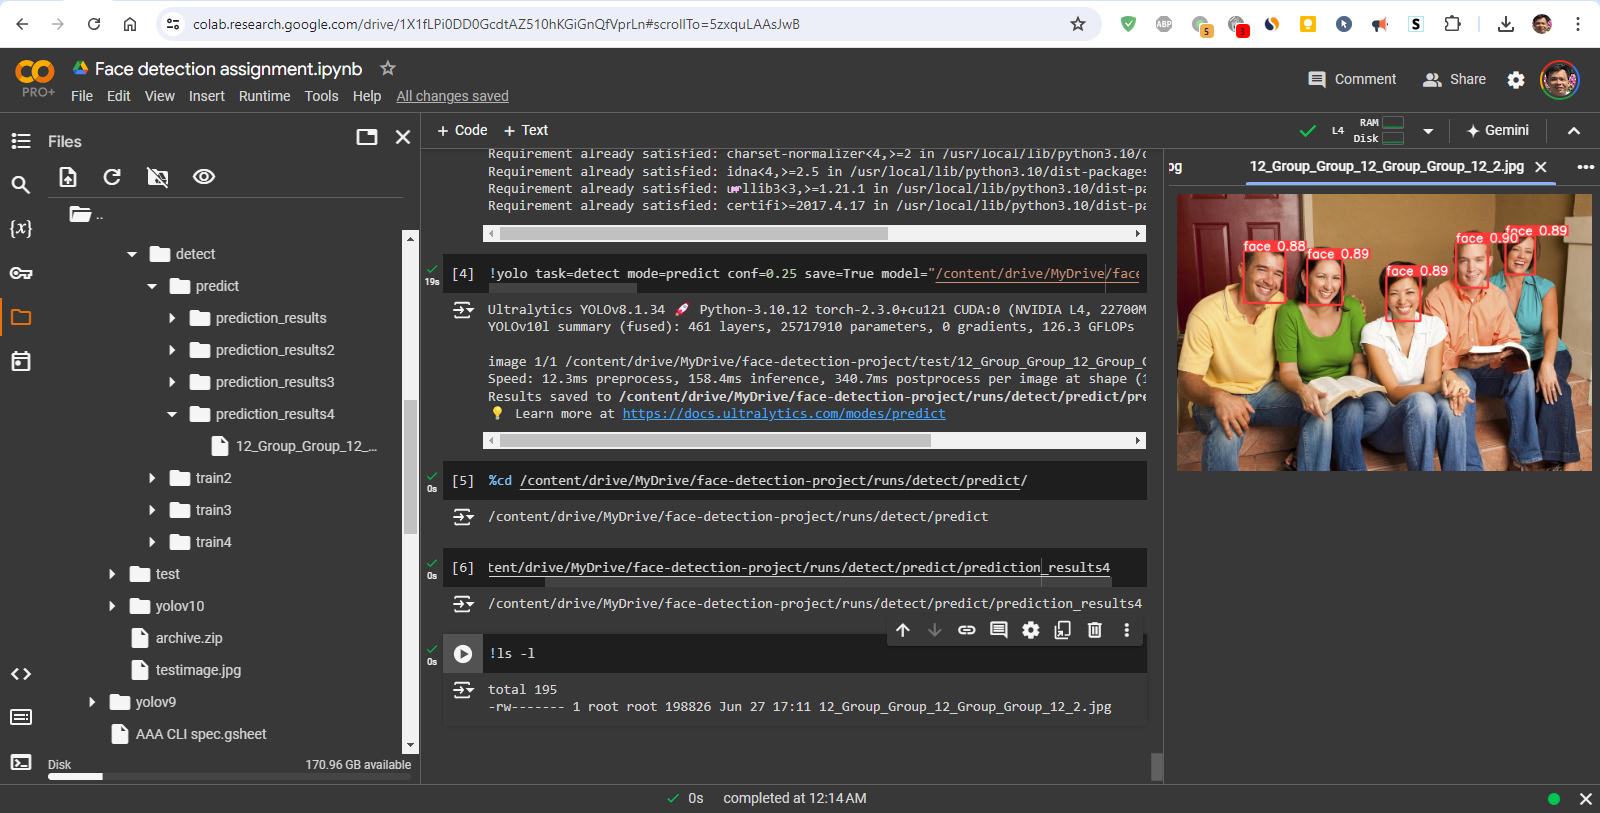 colab.research.google.com/drive/1X1fLPi0DD0GcdtAZ510hKGiGnQfVprLn#scrollTo=5zxquLAAsJwB
ABP
5
3
S
CO
PRO+
Face detection assignment.ipynb
File Edit View Insert Runtime Tools Help All changes saved
Comment
Share
Files
+ Code + Text
L4
RAM
Disk
Gemini
..
detect
predict
prediction_results
prediction_results2
prediction_results3
prediction_results4
12_Group_Group_12_...
train2
train3
train4
test
yolov10
archive.zip
testimage.jpg
yolov9
AAA CLI spec.gsheet
Disk
170.96 GB available
{x}
Requirement already satisfied: charset-normalizer<4,>=2 in /usr/local/lib/python3.10/d
Requirement already satisfied: idna<4,>=2.5 in /usr/local/lib/python3.10/dist-packages
Requirement already satisfied: urllib3<3,>=1.21.1 in /usr/local/lib/python3.10/dist-pa
Requirement already satisfied: certifi>=2017.4.17 in /usr/local/lib/python3.10/dist-pa
19s
[4] !yolo task=detect mode=predict conf=0.25 save=True model="/content/drive/MyDrive/face
Ultralytics YOLOv8.1.34 🚀 Python-3.10.12 torch-2.3.0+cu121 CUDA:0 (NVIDIA L4, 22700M
YOLOv10l summary (fused): 461 layers, 25717910 parameters, 0 gradients, 126.3 GFLOPs
image 1/1 /content/drive/MyDrive/face-detection-project/test/12_Group_Group_12_Group_G
Speed: 12.3ms preprocess, 158.4ms inference, 340.7ms postprocess per image at shape (1
Results saved to /content/drive/MyDrive/face-detection-project/runs/detect/predict/pre
💡 Learn more at https://docs.ultralytics.com/modes/predict
0s
[5] %cd /content/drive/MyDrive/face-detection-project/runs/detect/predict/
/content/drive/MyDrive/face-detection-project/runs/detect/predict
0s
[6] tent/drive/MyDrive/face-detection-project/runs/detect/predict/prediction_results4
/content/drive/MyDrive/face-detection-project/runs/detect/predict/prediction_results4
0s
!ls -l
total 195
-rw------- 1 root root 198826 Jun 27 17:11 12_Group_Group_12_Group_Group_12_2.jpg
pg
12_Group_Group_12_Group_Group_12_2.jpg
face 0.88
face 0.89
face 0.89
face 0.90
face 0.89
0s completed at 12:14 AM